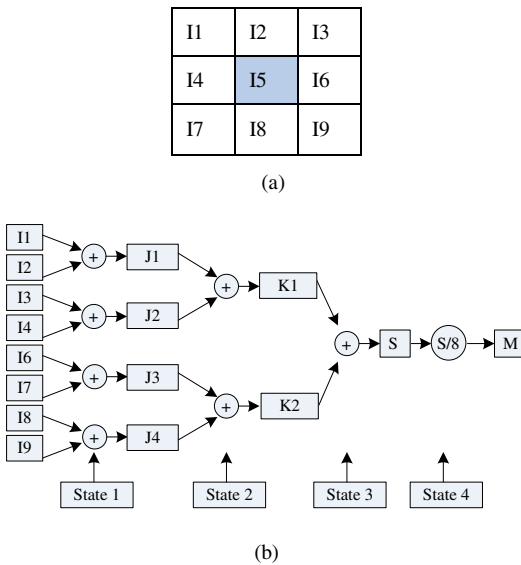 I1 I2 I3
I4 I5 I6
I7 I8 I9
(a)
I1
I2
I3
I4
I6
I7
I8
I9
+
+
+
+
J1
J2
J3
J4
+
+
K1
K2
+
S
S/8
M
State 1 State 2 State 3 State 4
(b)